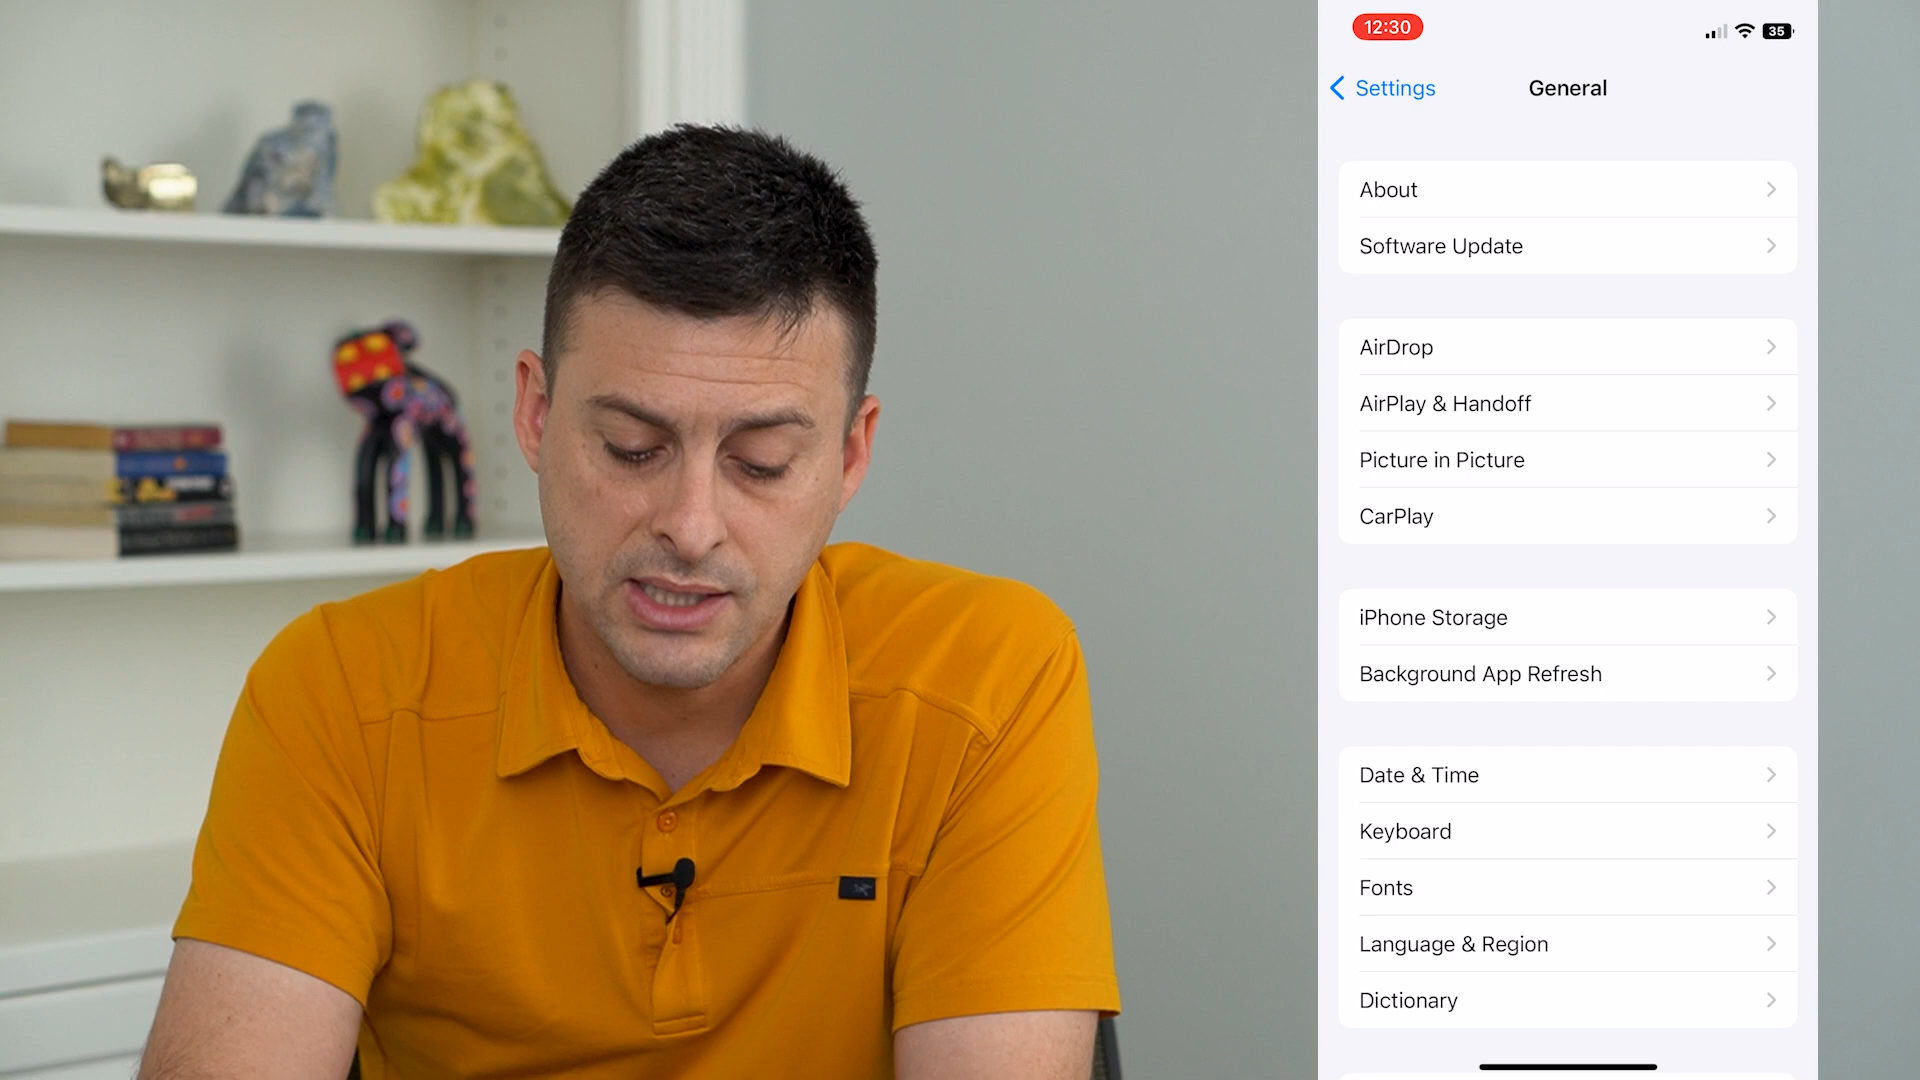 12:30
35
Settings
General
About
Software Update
AirDrop
AirPlay & Handoff
Picture in Picture
CarPlay
iPhone Storage
Background App Refresh
Date & Time
Keyboard
Fonts
Language & Region
Dictionary